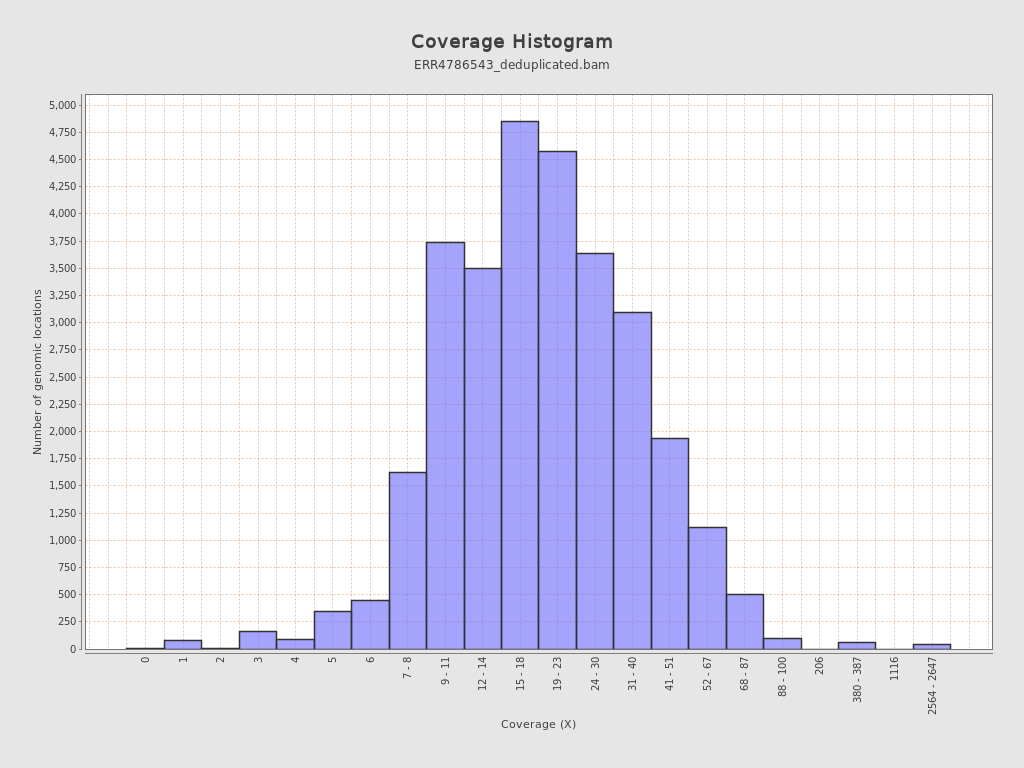 Coverage Histogram
ERR4786543_deduplicated.bam
Number of genomic locations
5,000
4,750
4,500
4,250
4,000
3,750
3,500
3,250
3,000
2,750
2,500
2,250
2,000
1,750
1,500
1,250
1,000
750
500
250
0
0
1
2
3
4
5
6
7 - 8
9 - 11
12 - 14
15 - 18
19 - 23
24 - 30
31 - 40
41 - 51
52 - 67
68 - 87
88 - 100
206
380 - 387
1116
2564 - 2647
Coverage (X)